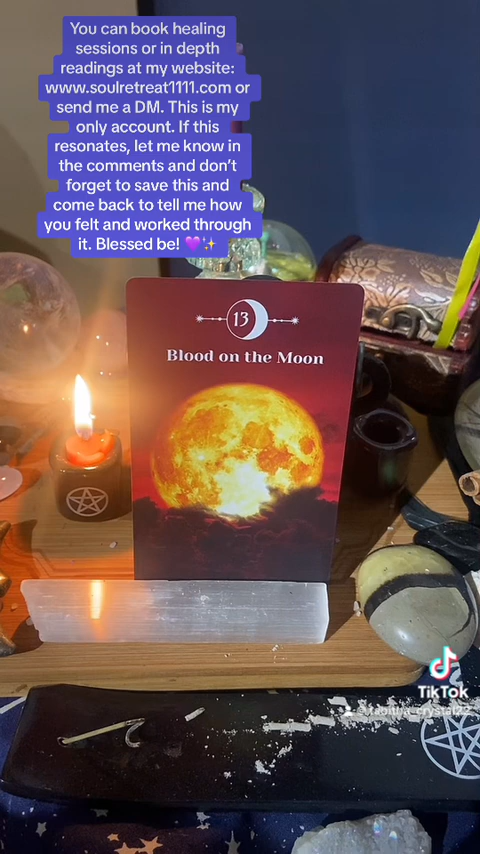 You can book healing
sessions or in depth
readings at my website:
www.soulretreat1111.com or
send me a DM. This is my
only account. If this
resonates, let me know in
the comments and don't
forget to save this and
come back to tell me how
you felt and worked through
it. Blessed be! 💜✨
13
Blood on the Moon
TikTok